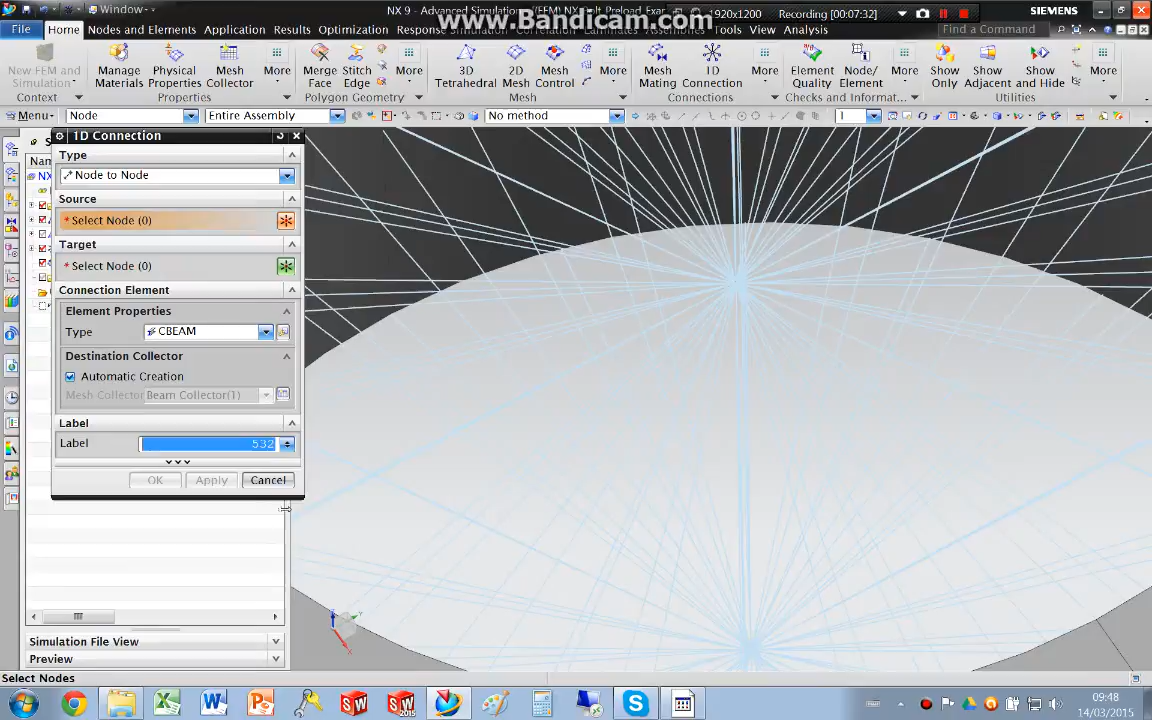 Window
NX 9 - Advanced Simulation
www.Bandicam.com
1920x1200
Recording [00:07:32]
SIEMENS
File
Home
Nodes and Elements
Application
Results
Optimization
Response
Tools
View
Analysis
Find a Command
New FEM and Simulation
Manage Materials
Physical Properties
Mesh Collector
More
Merge Face
Stitch Edge
More
3D Tetrahedral
2D Mesh
Mesh Control
More
Mesh Mating
1D Connection
More
Element Quality
Node/ Element
More
Show Only
Show Adjacent
Show and Hide
More
Context
Properties
Polygon Geometry
Mesh
Connections
Checks and Informat...
Utilities
Menu
Node
Entire Assembly
No method
1
1D Connection
Type
Node to Node
Source
* Select Node (0)
Target
* Select Node (0)
Connection Element
Element Properties
Type
CBEAM
Destination Collector
Automatic Creation
Mesh Collector
Beam Collector(1)
Label
Label
532
OK
Apply
Cancel
Simulation File View
Preview
Select Nodes
09:48
14/03/2015